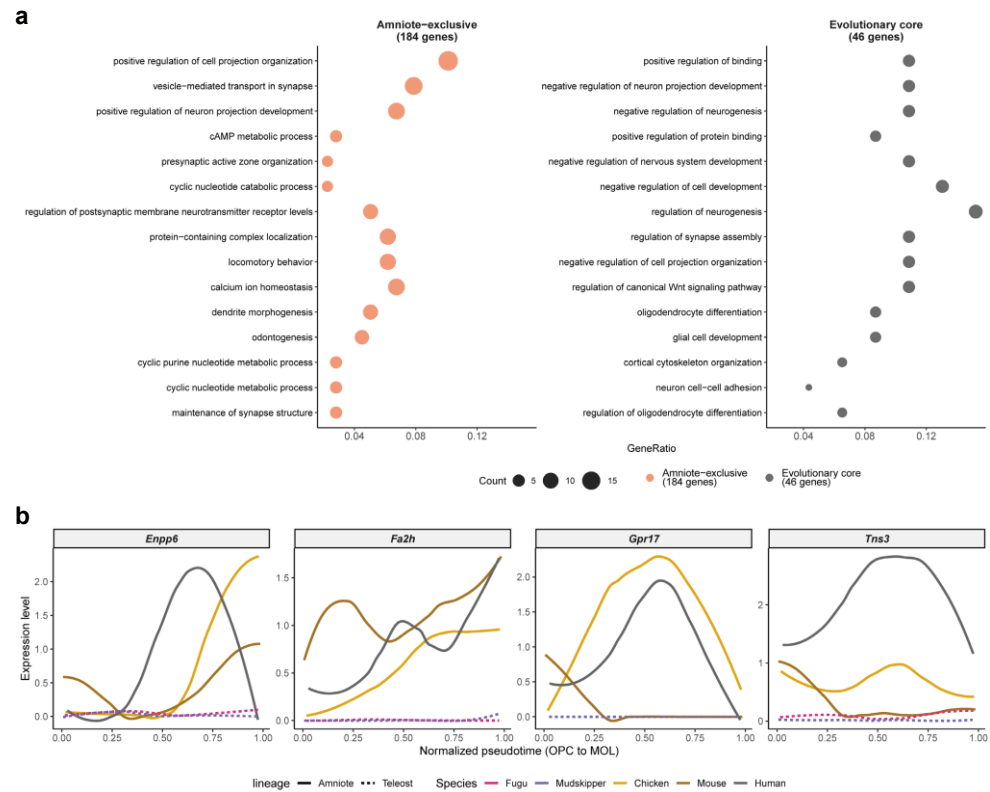 a
Amniote−exclusive
(184 genes)
positive regulation of cell projection organization
vesicle−mediated transport in synapse
positive regulation of neuron projection development
cAMP metabolic process
presynaptic active zone organization
cyclic nucleotide catabolic process
regulation of postsynaptic membrane neurotransmitter receptor levels
protein−containing complex localization
locomotory behavior
calcium ion homeostasis
dendrite morphogenesis
odontogenesis
cyclic purine nucleotide metabolic process
cyclic nucleotide metabolic process
maintenance of synapse structure
0.04 0.08 0.12
Evolutionary core
(46 genes)
positive regulation of binding
negative regulation of neuron projection development
negative regulation of neurogenesis
positive regulation of protein binding
negative regulation of nervous system development
negative regulation of cell development
regulation of neurogenesis
regulation of synapse assembly
negative regulation of cell projection organization
regulation of canonical Wnt signaling pathway
oligodendrocyte differentiation
glial cell development
cortical cytoskeleton organization
neuron cell−cell adhesion
regulation of oligodendrocyte differentiation
0.04 0.08 0.12
GeneRatio
Count 5 10 15
Amniote−exclusive
(184 genes)
Evolutionary core
(46 genes)
b
Expression level
Enpp6
2.0
1.5
1.0
0.5
0.0
0.00 0.25 0.50 0.75 1.00
Fa2h
1.5
1.0
0.5
0.0
0.00 0.25 0.50 0.75 1.00
Gpr17
2.0
1.5
1.0
0.5
0.0
0.00 0.25 0.50 0.75 1.00
Tns3
2
1
0
0.00 0.25 0.50 0.75 1.00
Normalized pseudotime (OPC to MOL)
lineage Amniote Teleost Species Fugu Mudskipper Chicken Mouse Human